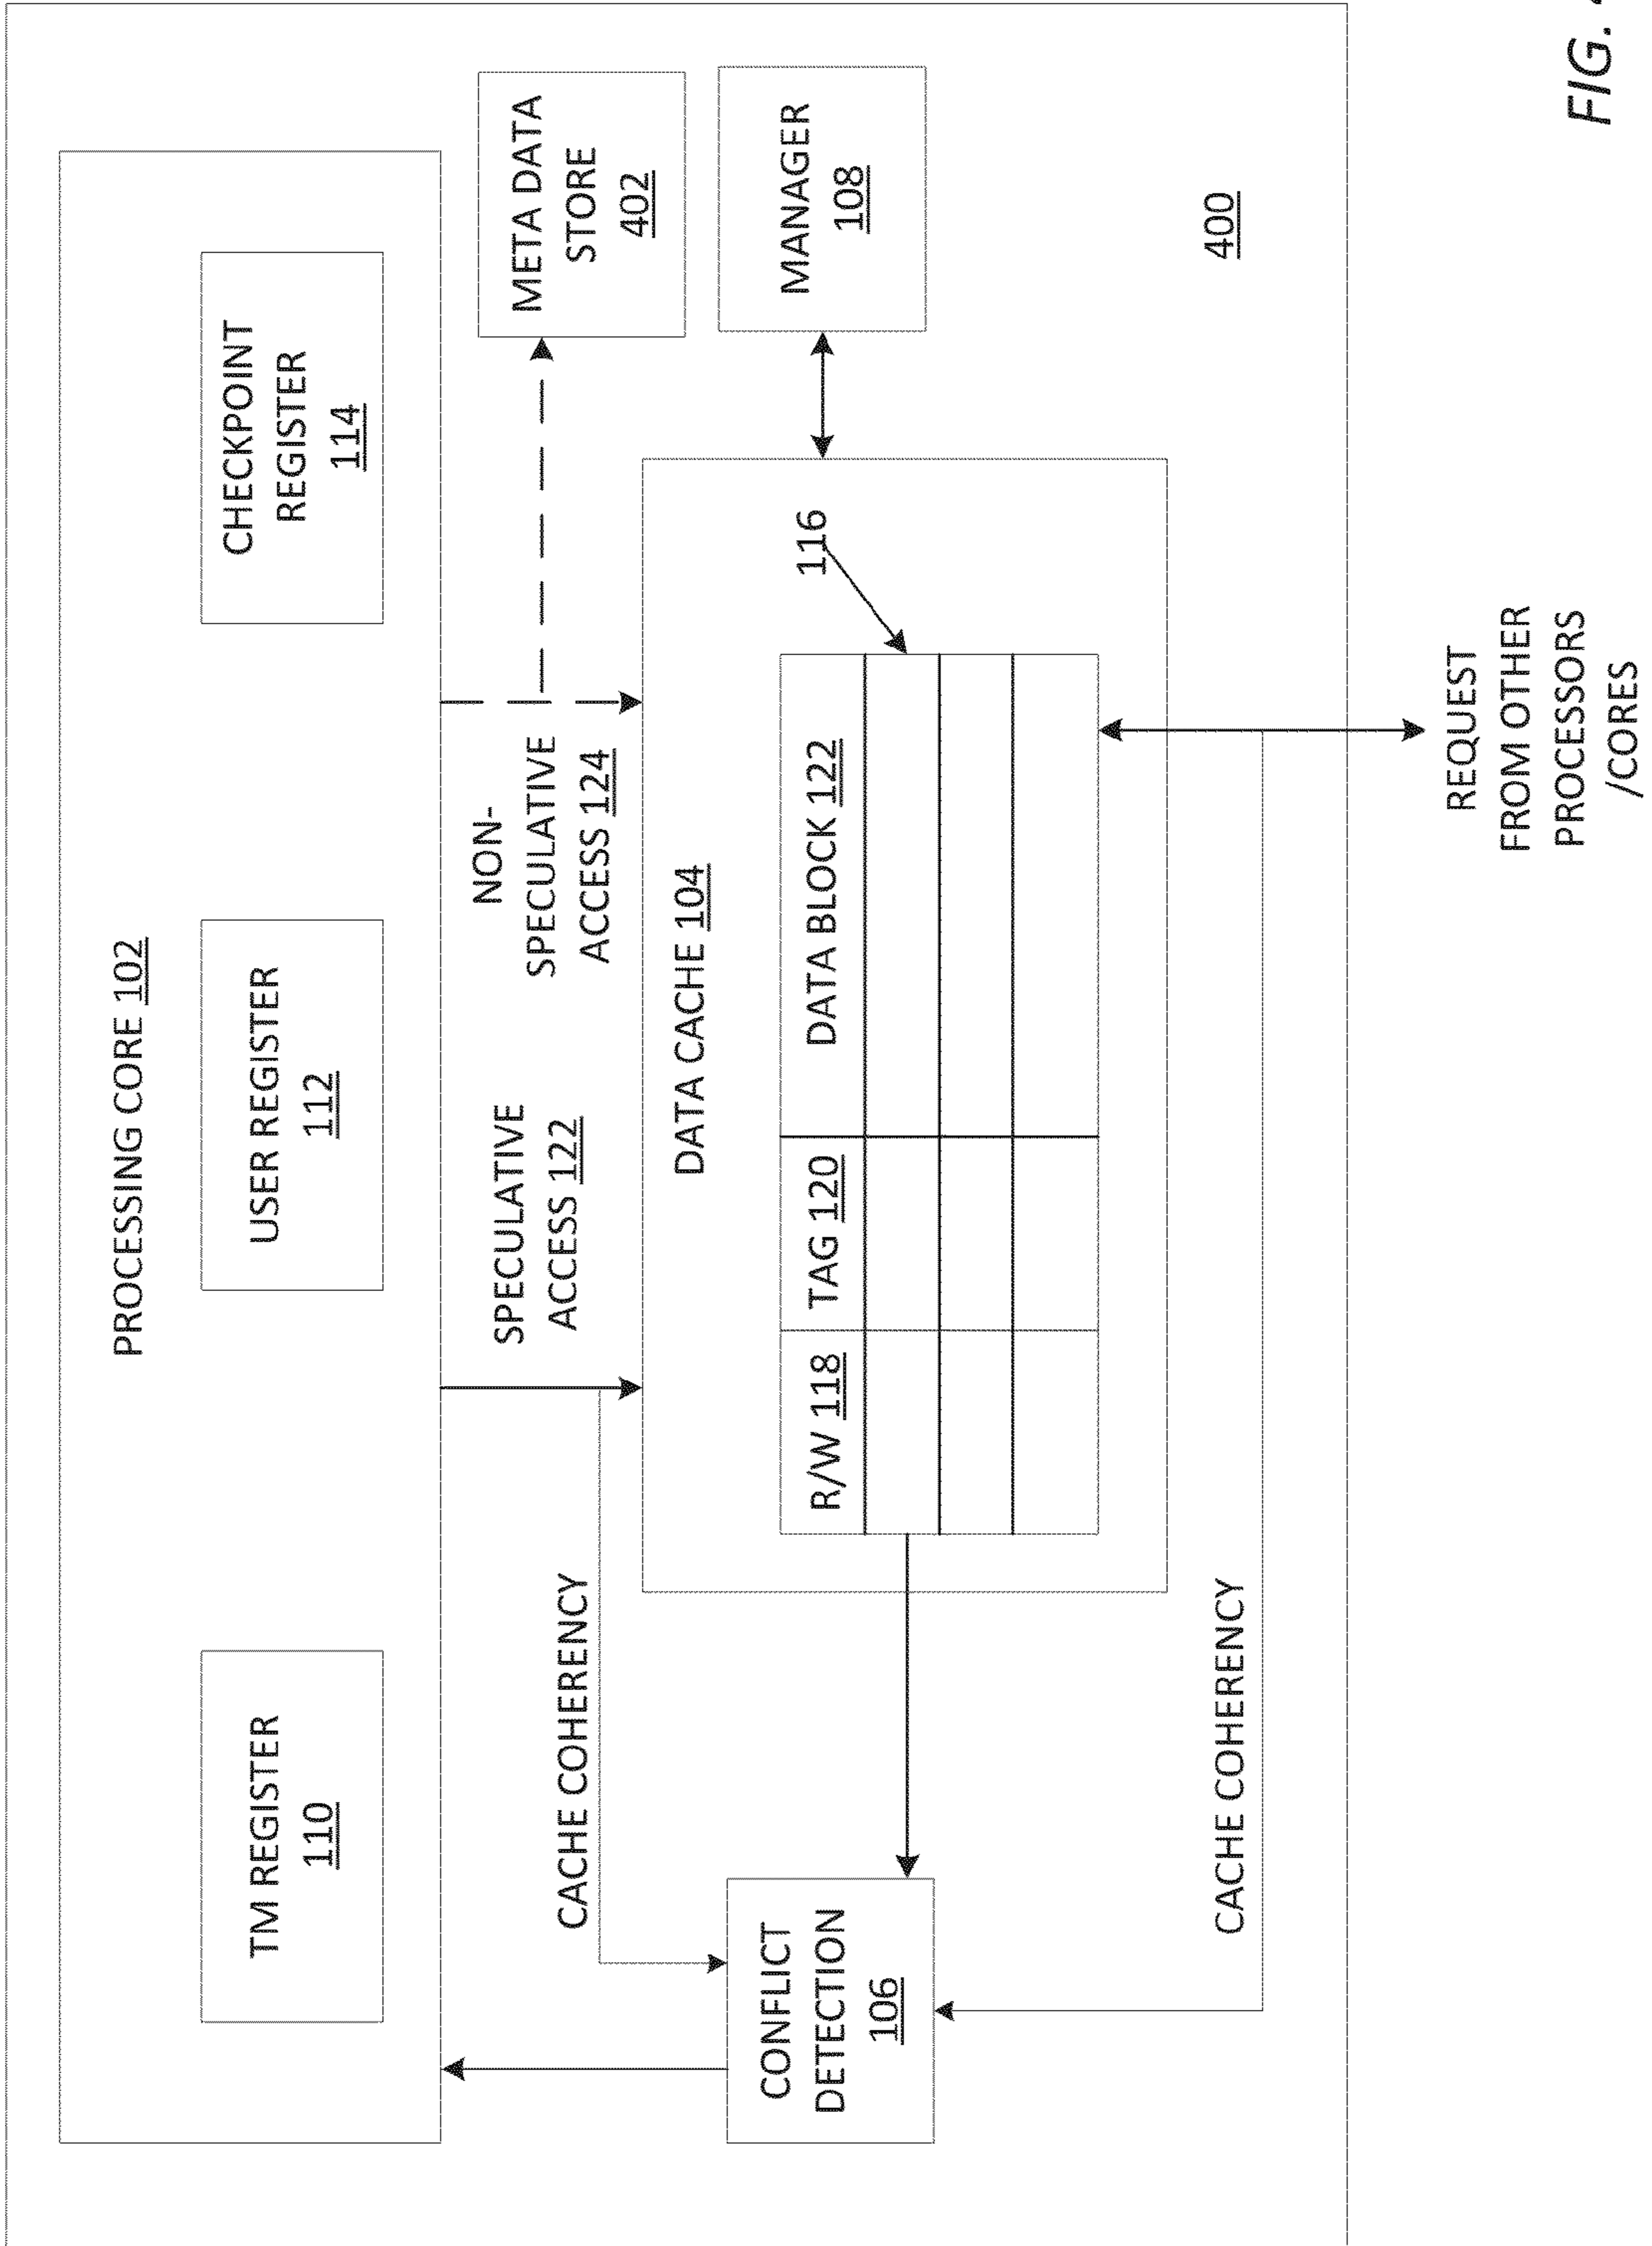 PROCESSING CORE 102
TM REGISTER
110
USER REGISTER
112
CHECKPOINT
REGISTER
114
CACHE COHERENCY
SPECULATIVE
ACCESS 122
NON-
SPECULATIVE
ACCESS 124
META DATA
STORE
402
DATA CACHE 104
CONFLICT
DETECTION
106
R/W 118
TAG 120
DATA BLOCK 122
116
MANAGER
108
CACHE COHERENCY
400
REQUEST
FROM OTHER
PROCESSORS
/CORES
FIG.